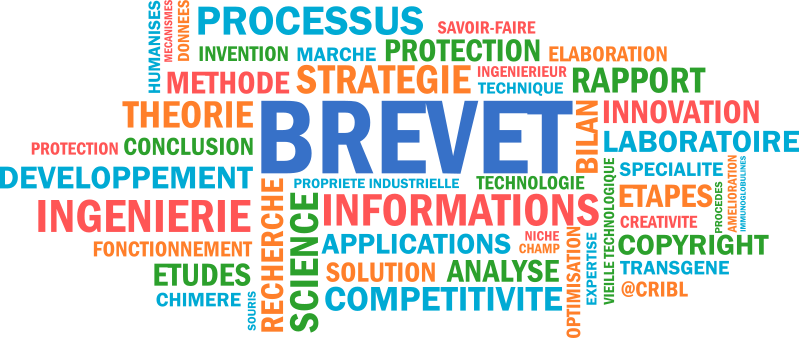 HUMANISES
MECANISMES
DONNEES
PROCESSUS
SAVOIR-FAIRE
INVENTION
MARCHE
PROTECTION
ELABORATION
METHODE
STRATEGIE
INGENIERIEUR
TECHNIQUE
RAPPORT
THEORIE
BREVET
BILAN
INNOVATION
PROTECTION
CONCLUSION
LABORATOIRE
DEVELOPPEMENT
PROPRIETE INDUSTRIELLE
TECHNOLOGIE
SPECIALITE
INGENIERIE
RECHERCHE
SCIENCE
INFORMATIONS
VIEILLE TECHNOLOGIQUE
ETAPES
PROCEDES
AMELIORATION
IMMUNOGLOBULINES
CREATIVITE
FONCTIONNEMENT
APPLICATIONS
NICHE
CHAMP
OPTIMISATION
EXPERTISE
COPYRIGHT
ETUDES
SOLUTION
ANALYSE
TRANSGENE
CHIMERE
SOURIS
COMPETITIVITE
@CRIBL